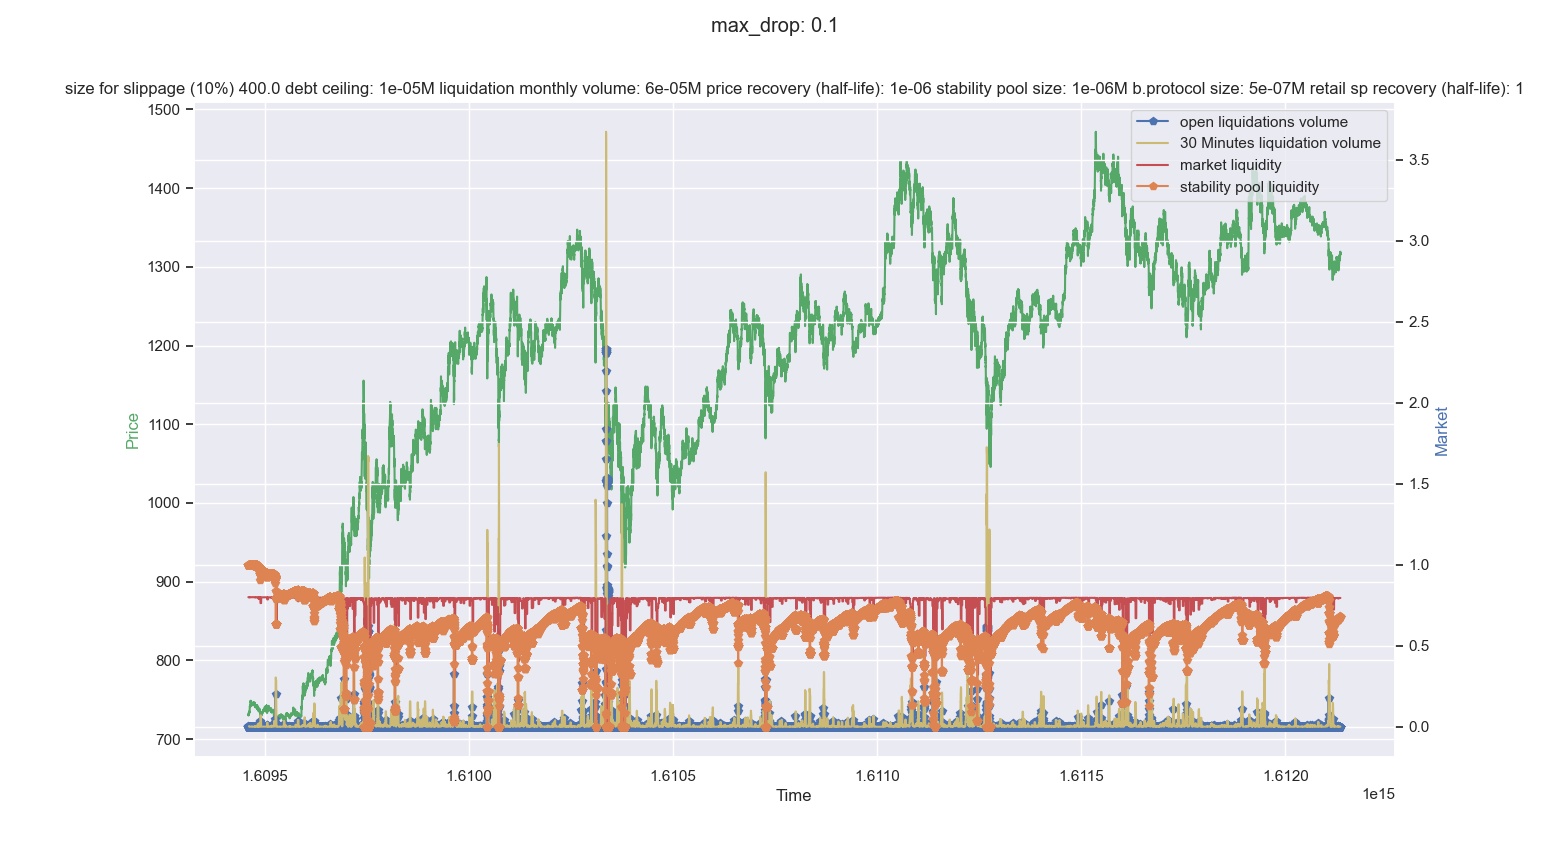 max_drop: 0.1
size for slippage (10%) 400.0 debt ceiling: 1e-05M liquidation monthly volume: 6e-05M price recovery (half-life): 1e-06 stability pool size: 1e-06M b.protocol size: 5e-07M retail sp recovery (half-life): 1
open liquidations volume
30 Minutes liquidation volume
market liquidity
stability pool liquidity
1500
1400
1300
1200
1100
1000
900
800
700
Price
3.5
3.0
2.5
2.0
1.5
1.0
0.5
0.0
Market
1.6095 1.6100 1.6105 1.6110 1.6115 1.6120
1e15
Time